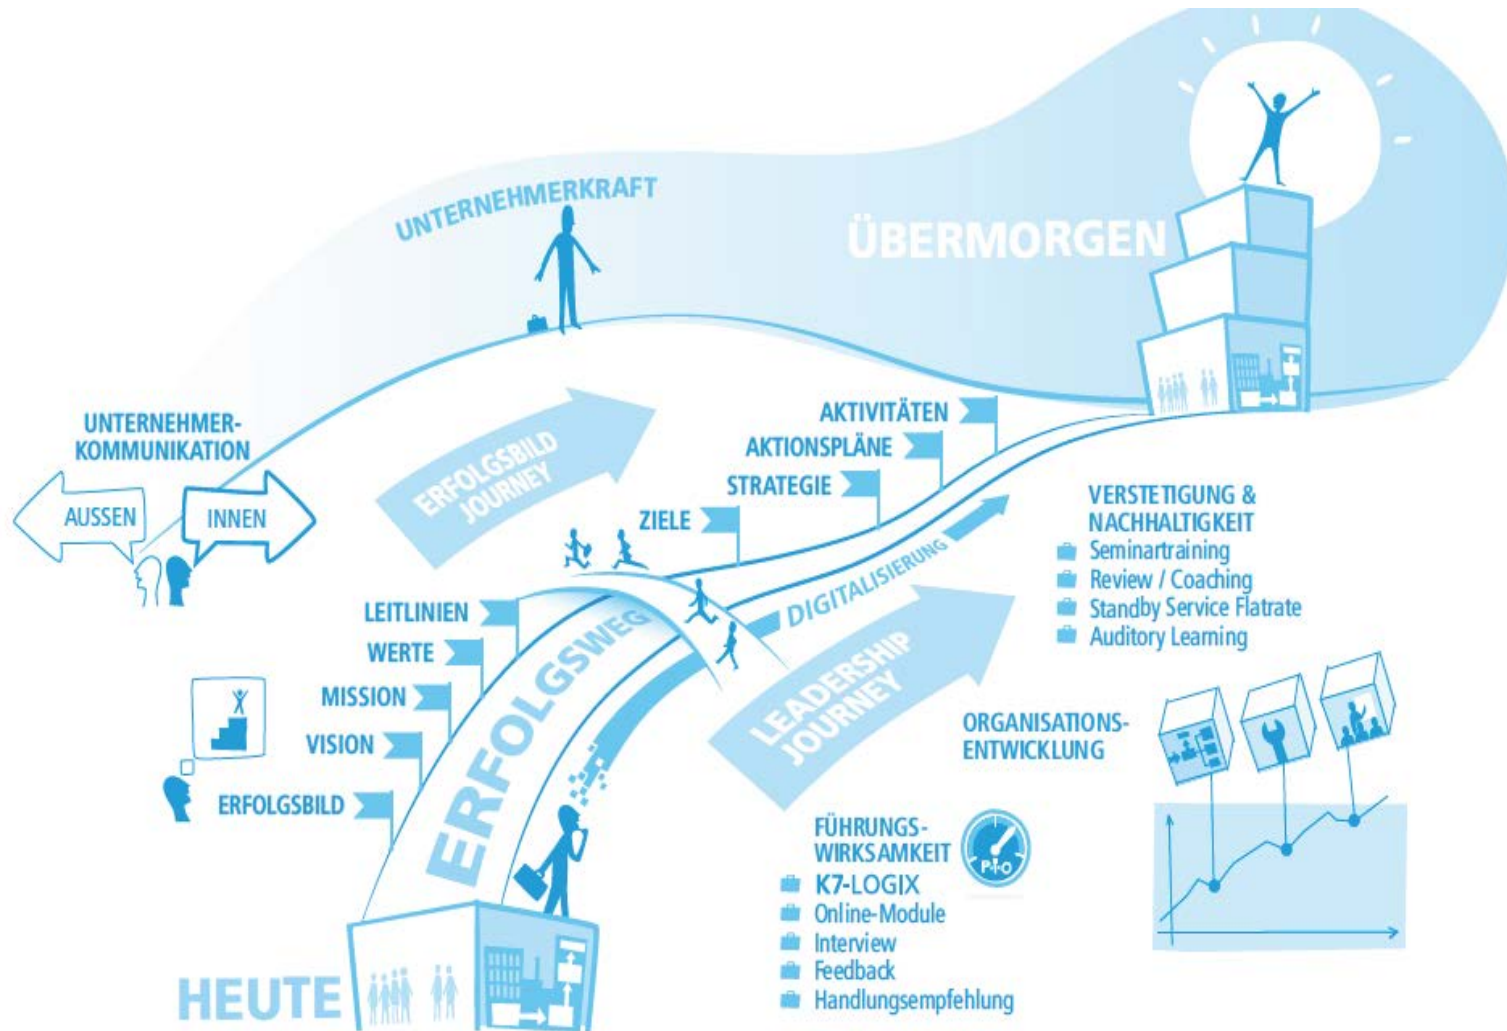 UNTERNEHMERKRAFT
ÜBERMORGEN
UNTERNEHMER-
KOMMUNIKATION
AUSSEN
INNEN
ERFOLGSBILD
JOURNEY
AKTIVITÄTEN
AKTIONSPLÄNE
STRATEGIE
ZIELE
LEITLINIEN
WERTE
MISSION
VISION
ERFOLGSBILD
ERFOLGSWEG
DIGITALISIERUNG
LEADERSHIP
JOURNEY
VERSTETIGUNG &
NACHHALTIGKEIT
Seminartraining
Review / Coaching
Standby Service Flatrate
Auditory Learning
ORGANISATIONS-
ENTWICKLUNG
FÜHRUNGS-
WIRKSAMKEIT
P+O
K7-LOGIX
Online-Module
Interview
Feedback
Handlungsempfehlung
HEUTE